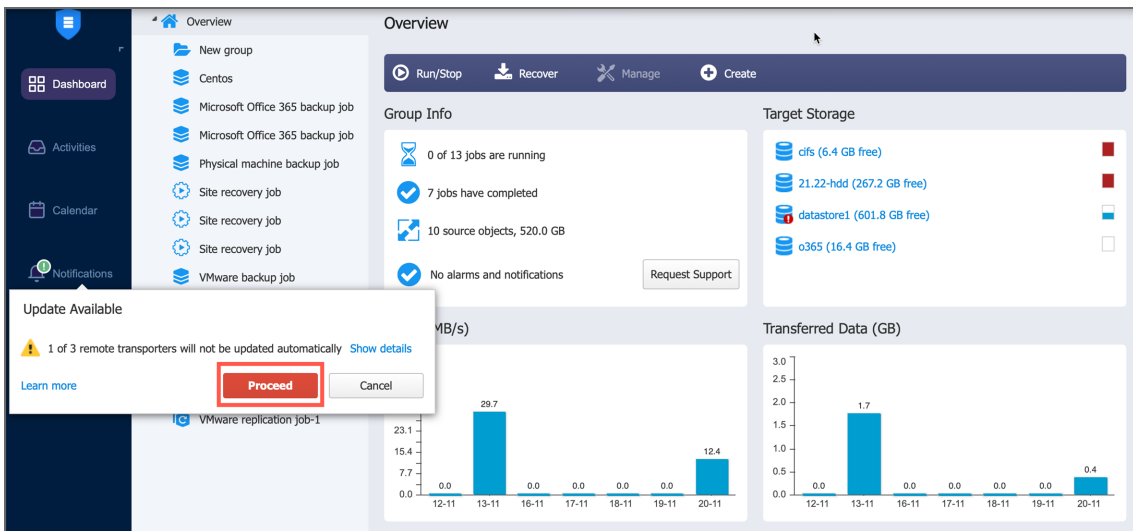 Dashboard
Activities
Calendar
Notifications
Overview
New group
Centos
Microsoft Office 365 backup job
Microsoft Office 365 backup job
Physical machine backup job
Site recovery job
Site recovery job
Site recovery job
VMware backup job
VMware replication job-1
Update Available
1 of 3 remote transporters will not be updated automatically Show details
Learn more
Proceed
Cancel
Overview
Run/Stop
Recover
Manage
Create
Group Info
0 of 13 jobs are running
7 jobs have completed
10 source objects, 520.0 GB
No alarms and notifications
Request Support
Target Storage
cifs (6.4 GB free)
21.22-hdd (267.2 GB free)
datastore1 (601.8 GB free)
o365 (16.4 GB free)
MB/s)
23.1
15.4
7.7
0.0
0.0 29.7 0.0 0.0 0.0 0.0 12.4
12-11 13-11 16-11 17-11 18-11 19-11 20-11
Transferred Data (GB)
3.0
2.5
2.0
1.5
1.0
0.5
0.0
0.0 1.7 0.0 0.0 0.0 0.0 0.4
12-11 13-11 16-11 17-11 18-11 19-11 20-11